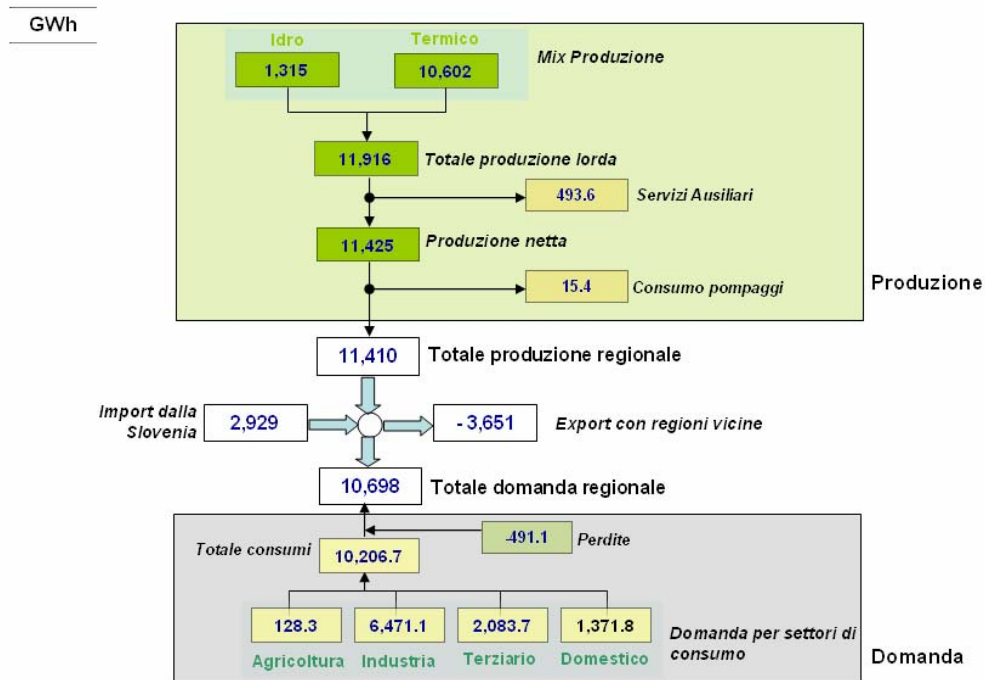 GWh
Idro
Termico
1,315
10,602
Mix Produzione
11,916
Totale produzione lorda
493.6
Servizi Ausiliari
11,425
Produzione netta
15.4
Consumo pompaggi
Produzione
11,410
Totale produzione regionale
Import dalla
Slovenia
2,929
- 3,651
Export con regioni vicine
10,698
Totale domanda regionale
Totale consumi
10,206.7
-491.1
Perdite
128.3
6,471.1
2,083.7
1,371.8
Agricoltura
Industria
Terziario
Domestico
Domanda per settori di
consumo
Domanda